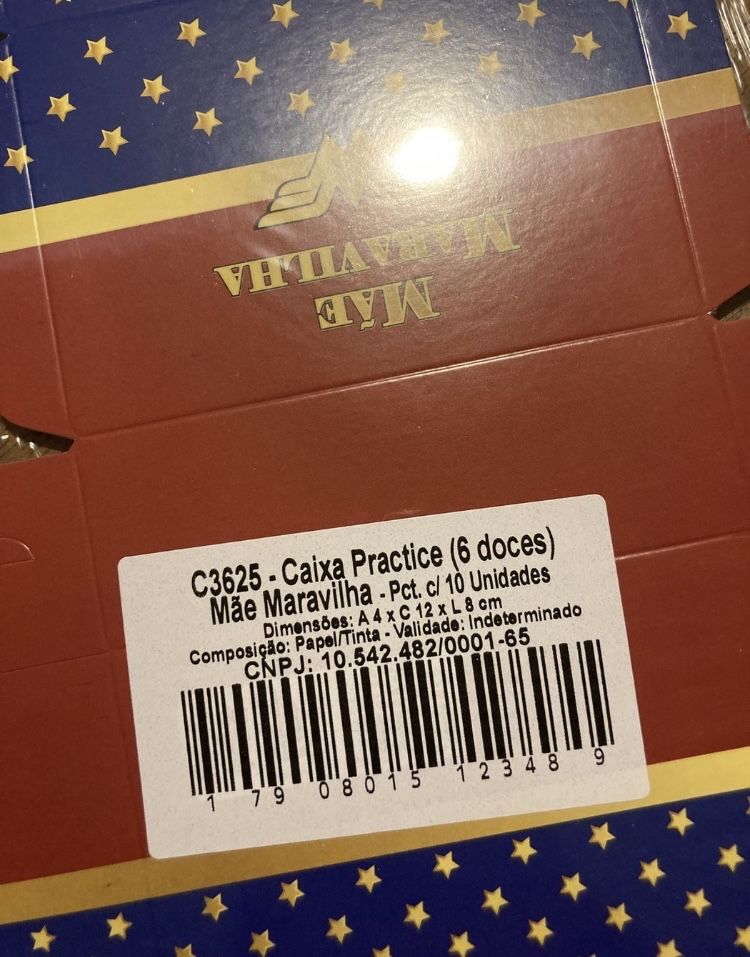 MÃE
MARAVILHA
C3625 - Caixa Practice (6 doces)
Mãe Maravilha - Pct. c/ 10 Unidades
Dimensões: A 4 x C 12 x L 8 cm
Composição: Papel/Tinta - Validade: Indeterminado
CNPJ: 10.542.482/0001-65
1 79 08015 12348 9